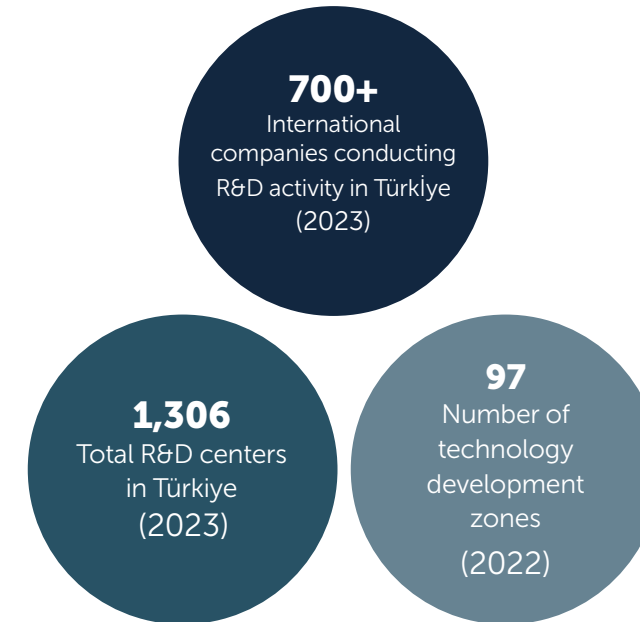 700+
International
companies conducting
R&D activity in Türkİye
(2023)
1,306
Total R&D centers
in Türkiye
(2023)
97
Number of
technology
development
zones
(2022)